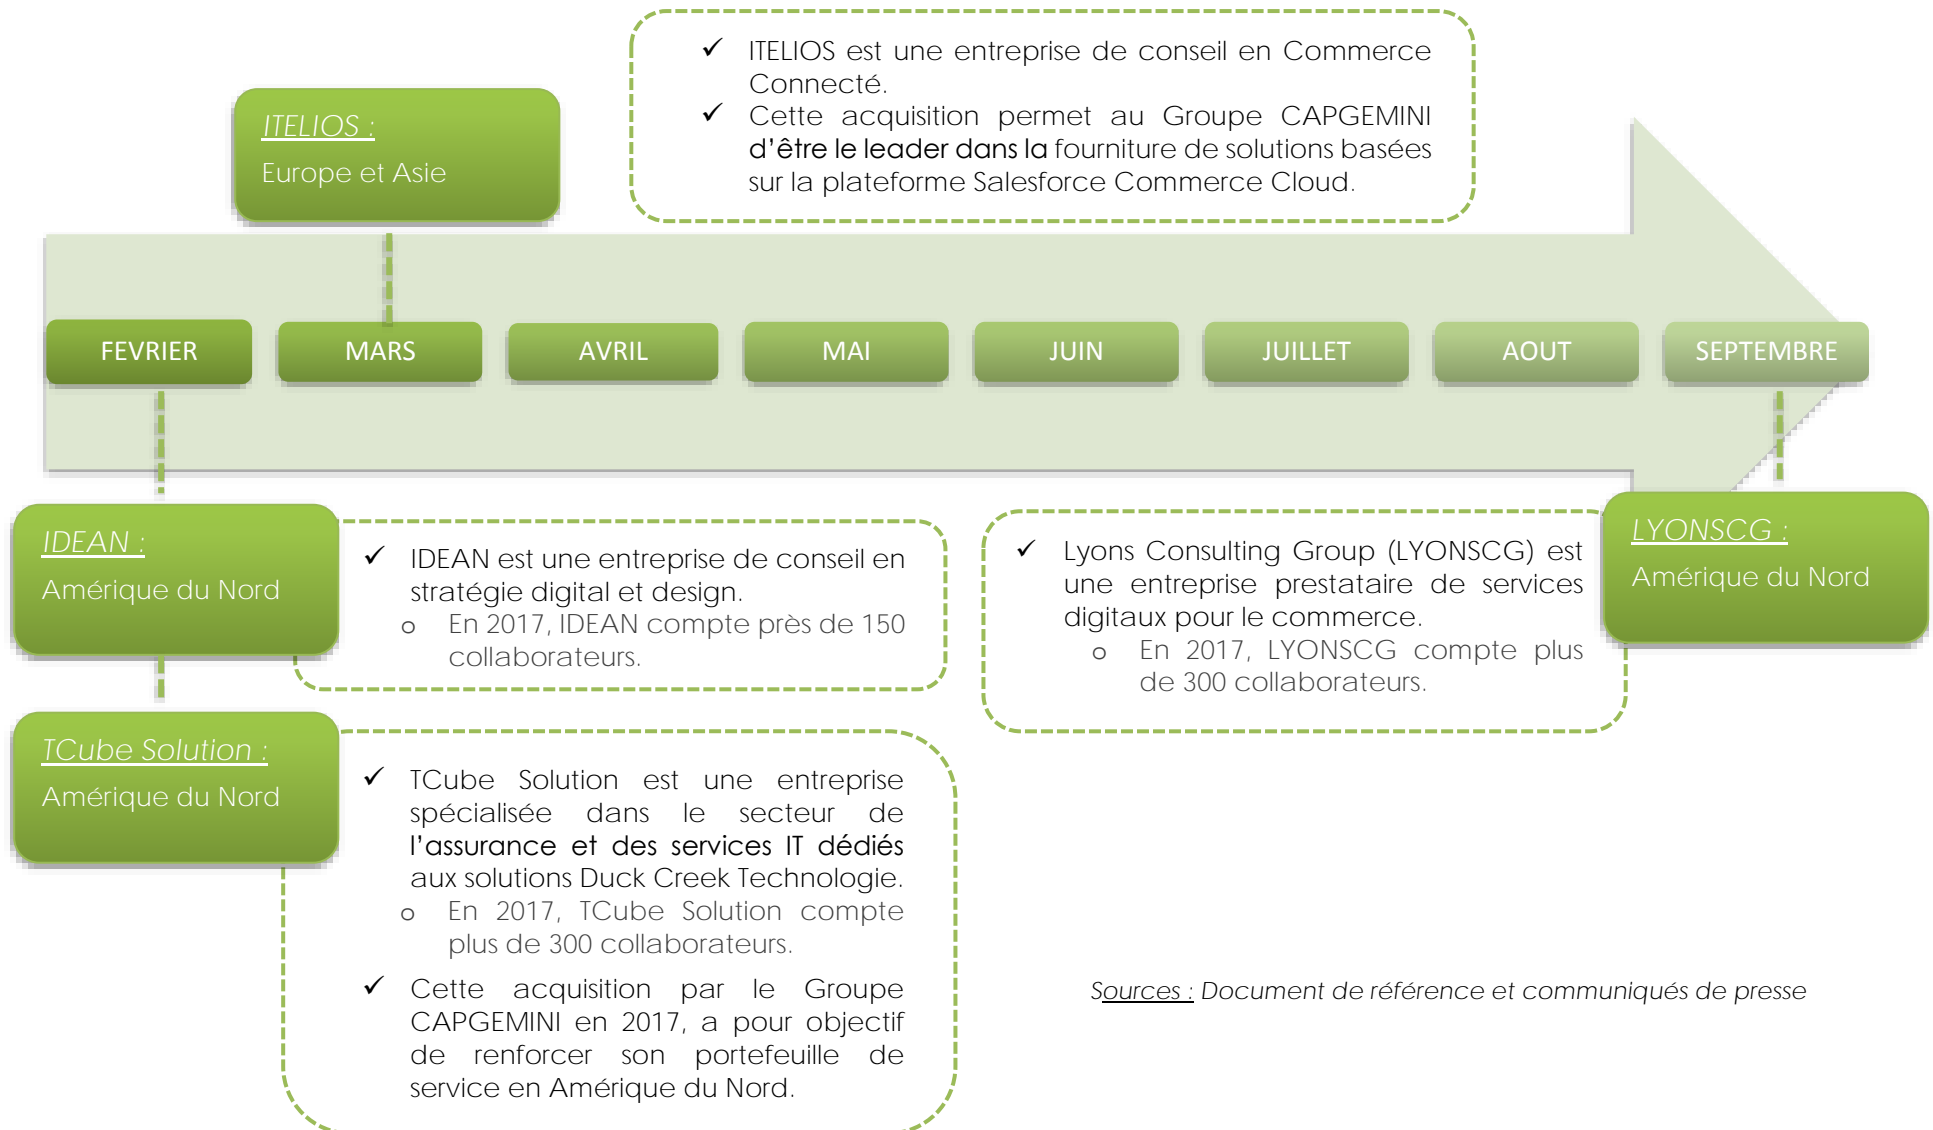 ✓ ITELIOS est une entreprise de conseil en Commerce
Connecté.
✓ Cette acquisition permet au Groupe CAPGEMINI
d'être le leader dans la fourniture de solutions basées
sur la plateforme Salesforce Commerce Cloud.
ITELIOS :
Europe et Asie
FEVRIER
MARS
AVRIL
MAI
JUIN
JUILLET
AOUT
SEPTEMBRE
IDEAN :
Amérique du Nord
✓ IDEAN est une entreprise de conseil en
stratégie digital et design.
o En 2017, IDEAN compte près de 150
collaborateurs.
✓ Lyons Consulting Group (LYONSCG) est
une entreprise prestataire de services
digitaux pour le commerce.
o En 2017, LYONSCG compte plus
de 300 collaborateurs.
LYONSCG :
Amérique du Nord
TCube Solution :
Amérique du Nord
✓ TCube Solution est une entreprise
spécialisée dans le secteur de
l'assurance et des services IT dédiés
aux solutions Duck Creek Technologie.
o En 2017, TCube Solution compte
plus de 300 collaborateurs.
✓ Cette acquisition par le Groupe
CAPGEMINI en 2017, a pour objectif
de renforcer son portefeuille de
service en Amérique du Nord.
Sources : Document de référence et communiqués de presse